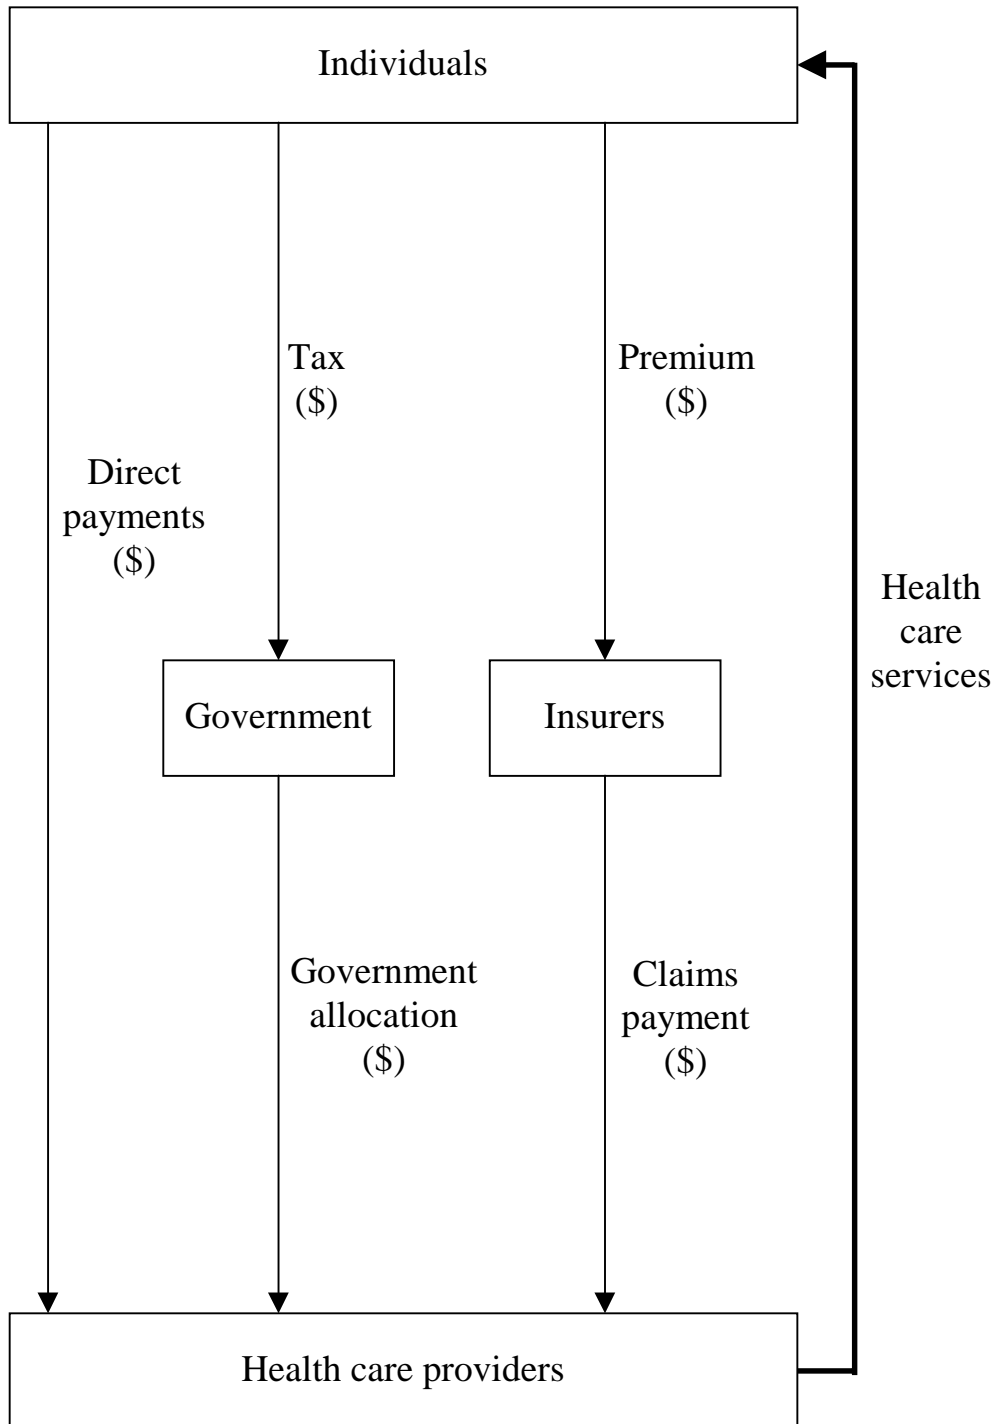 Individuals
Tax
($)
Premium
($)
Direct
payments
($)
Health
care
services
Government
Insurers
Government
allocation
($)
Claims
payment
($)
Health care providers